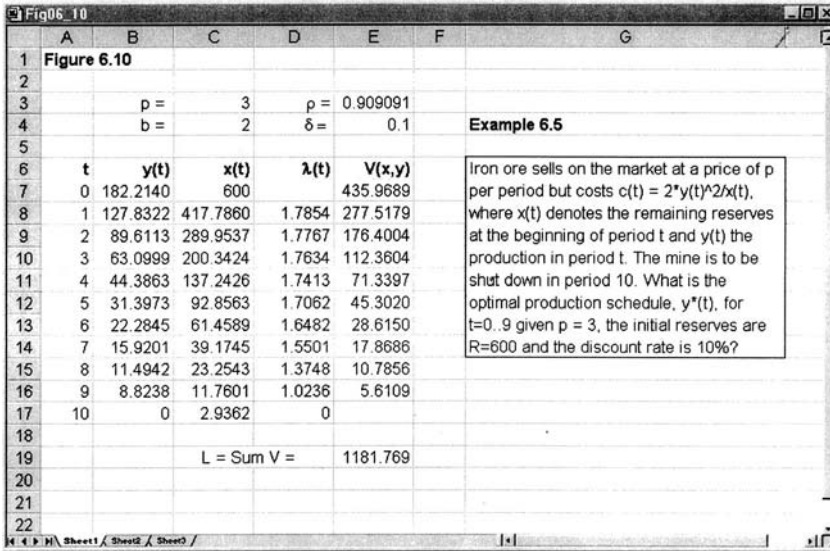 Fig06_10
A B C D E F G
1 Figure 6.10
2
3 p = 3 ρ = 0.909091
4 b = 2 δ = 0.1 Example 6.5
5
6 t y(t) x(t) λ(t) V(x,y) Iron ore sells on the market at a price of p
7 0 182.2140 600 435.9689 per period but costs c(t) = 2*y(t)^2/x(t),
8 1 127.8322 417.7860 1.7854 277.5179 where x(t) denotes the remaining reserves
9 2 89.6113 289.9537 1.7767 176.4004 at the beginning of period t and y(t) the
10 3 63.0999 200.3424 1.7634 112.3604 production in period t. The mine is to be
11 4 44.3863 137.2426 1.7413 71.3397 shut down in period 10. What is the
12 5 31.3973 92.8563 1.7062 45.3020 optimal production schedule, y*(t), for
13 6 22.2845 61.4589 1.6482 28.6150 t=0..9 given p = 3, the initial reserves are
14 7 15.9201 39.1745 1.5501 17.8686 R=600 and the discount rate is 10%?
15 8 11.4942 23.2543 1.3748 10.7856
16 9 8.8238 11.7601 1.0236 5.6109
17 10 0 2.9362 0
18
19 L = Sum V = 1181.769
20
21
22
Sheet1 / Sheet2 / Sheet3 /